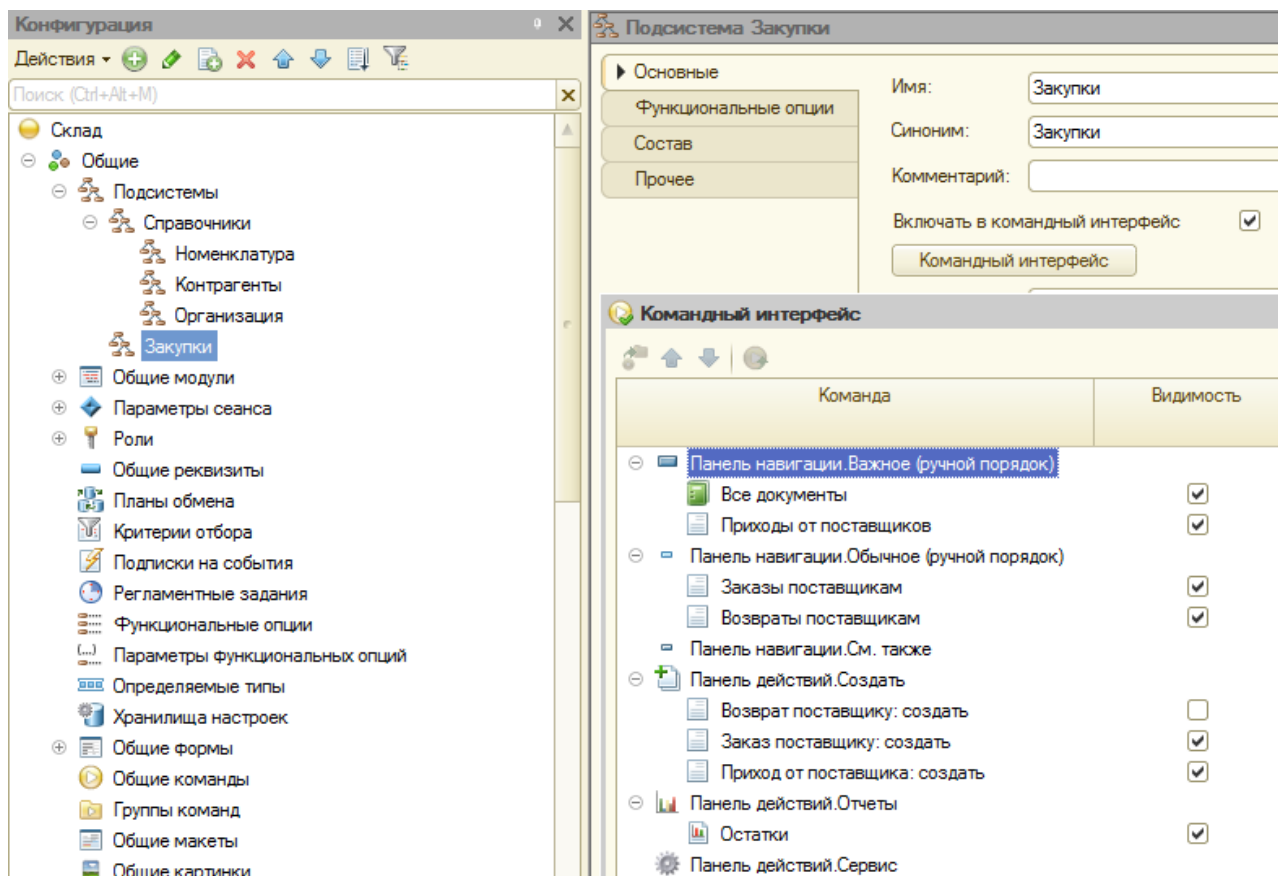 Конфигурация
Действия
Поиск (Ctrl+Alt+M)
Склад
Общие
Подсистемы
Справочники
Номенклатура
Контрагенты
Организация
Закупки
Общие модули
Параметры сеанса
Роли
Общие реквизиты
Планы обмена
Критерии отбора
Подписки на события
Регламентные задания
Функциональные опции
Параметры функциональных опций
Определяемые типы
Хранилища настроек
Общие формы
Общие команды
Группы команд
Общие макеты
Общие картинки
Подсистема Закупки
Основные
Функциональные опции
Состав
Прочее
Имя: Закупки
Синоним: Закупки
Комментарий:
Включать в командный интерфейс
Командный интерфейс
Командный интерфейс
Команда Видимость
Панель навигации.Важное (ручной порядок)
Все документы
Приходы от поставщиков
Панель навигации.Обычное (ручной порядок)
Заказы поставщикам
Возвраты поставщикам
Панель навигации.См. также
Панель действий.Создать
Возврат поставщику: создать
Заказ поставщику: создать
Приход от поставщика: создать
Панель действий.Отчеты
Остатки
Панель действий.Сервис